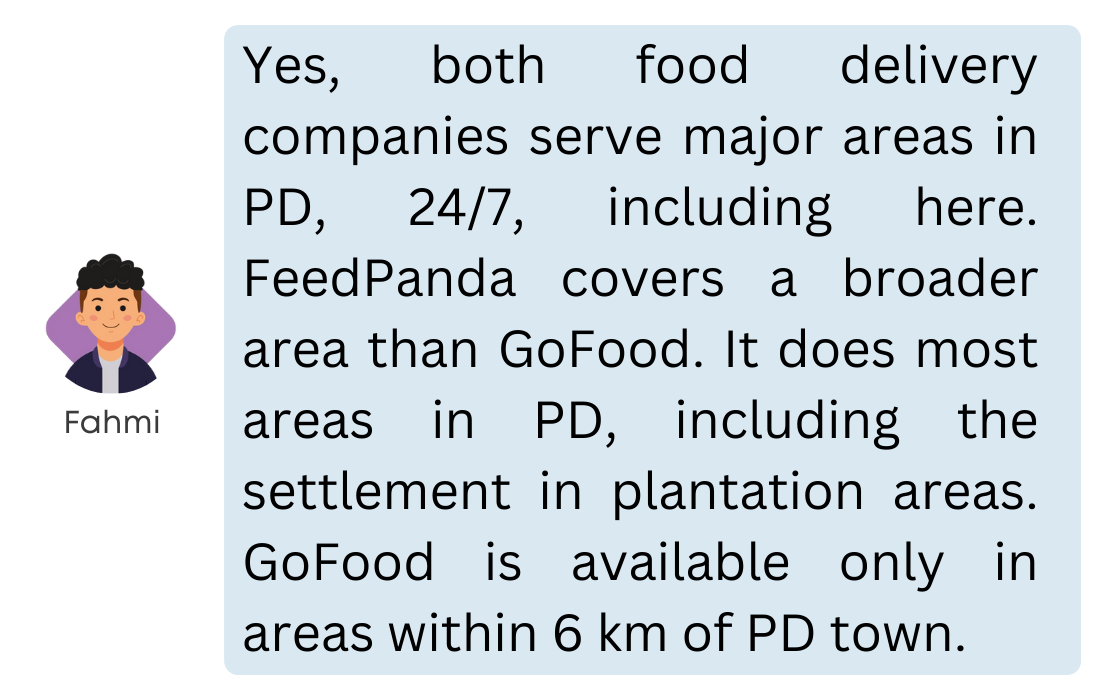 Yes, both food delivery
companies serve major areas in
PD, 24/7, including here.
FeedPanda covers a broader
area than GoFood. It does most
areas in PD, including the
settlement in plantation areas.
GoFood is available only in
areas within 6 km of PD town.
Fahmi